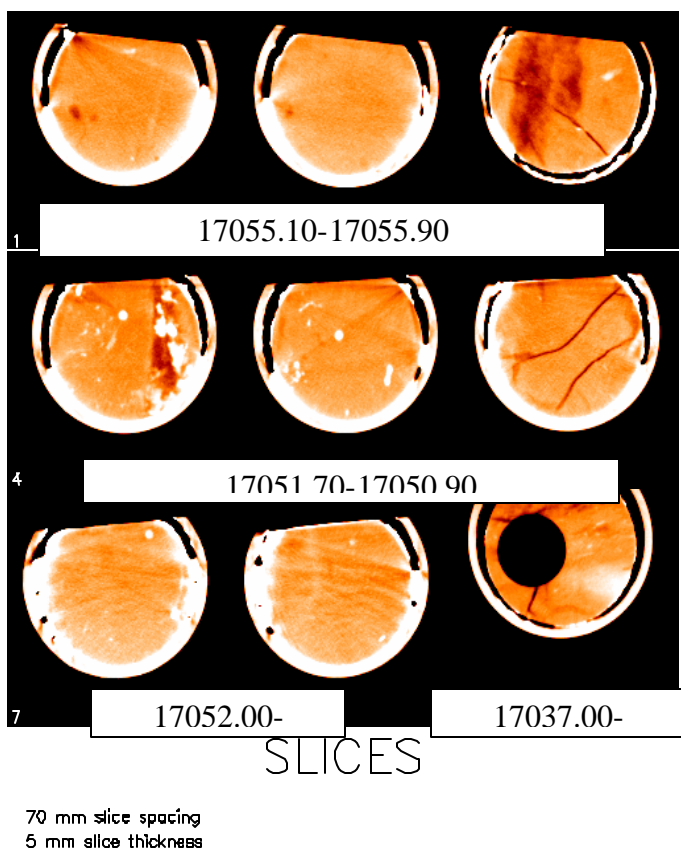 17055.10-17055.90
1
17051.70-17050.90
4
17052.00-
17037.00-
7
SLICES
70 mm slice spacing
5 mm slice thickness